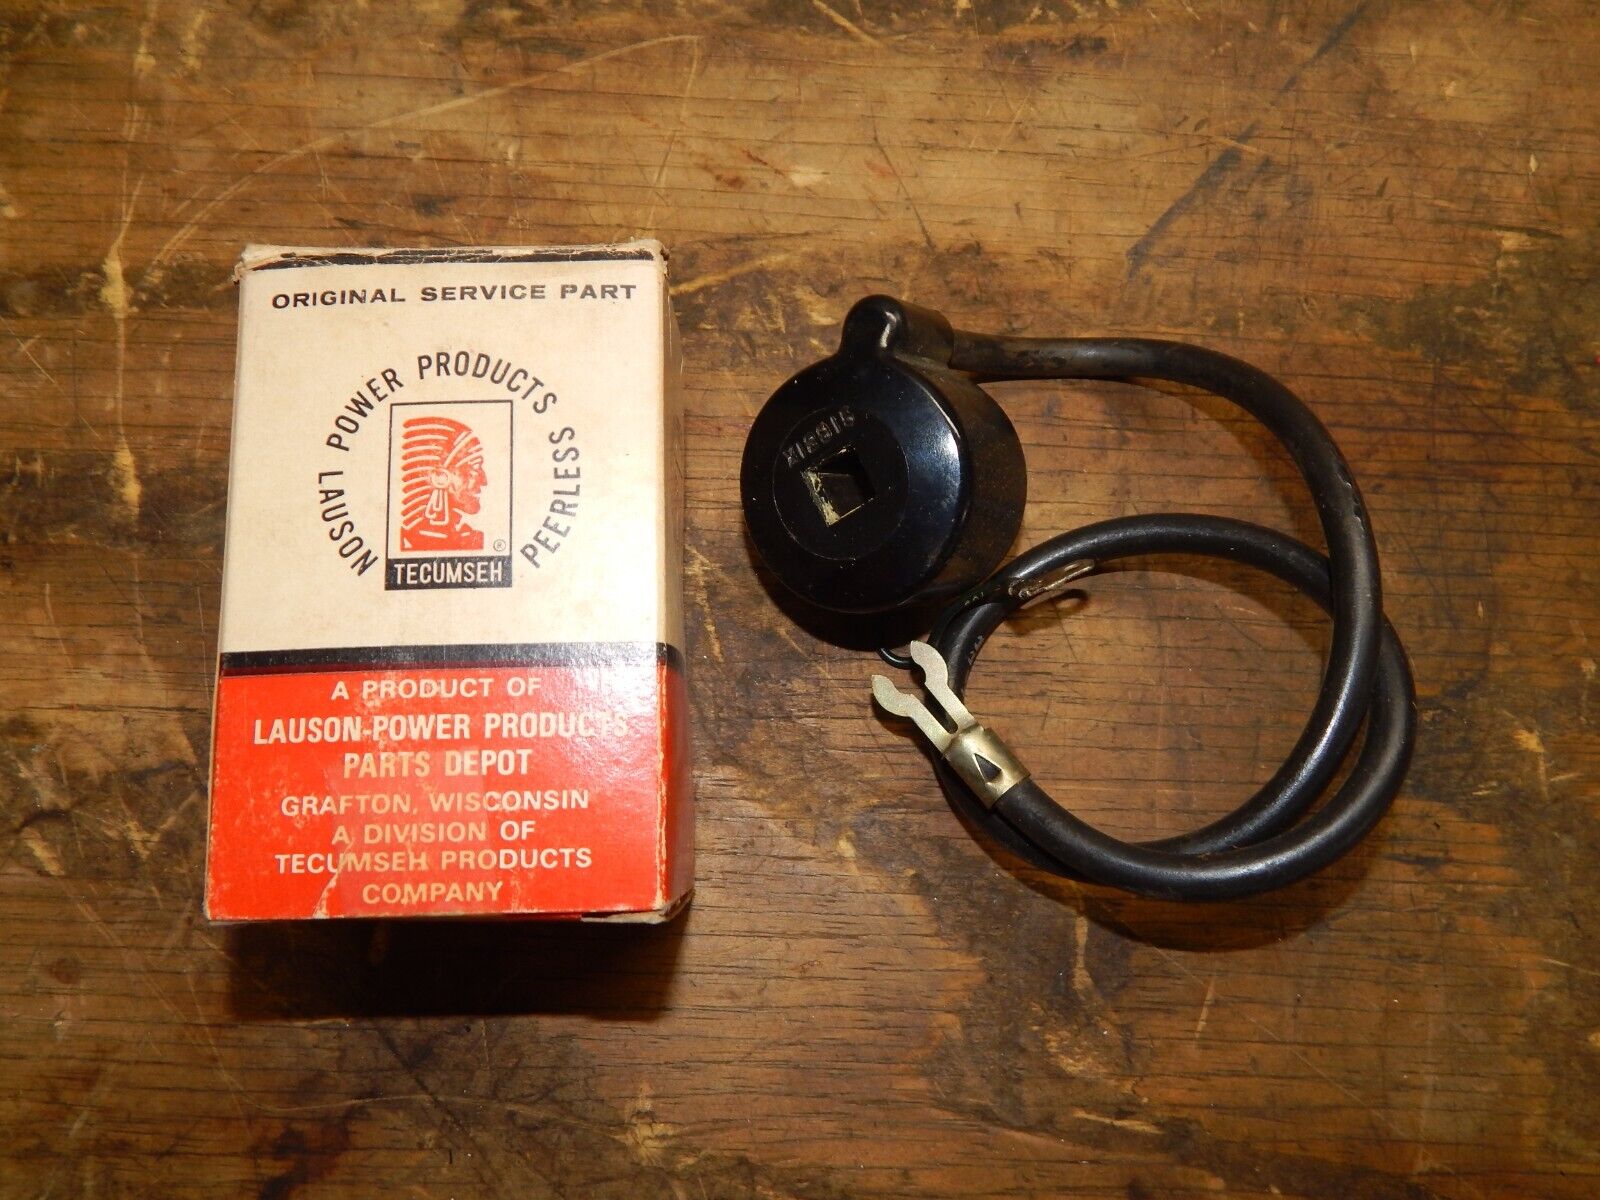 ORIGINAL SERVICE PART
LAUSON POWER PRODUCTS PEERLESS
®
TECUMSEH
A PRODUCT OF
LAUSON-POWER PRODUCTS
PARTS DEPOT
GRAFTON, WISCONSIN
A DIVISION OF
TECUMSEH PRODUCTS
COMPANY